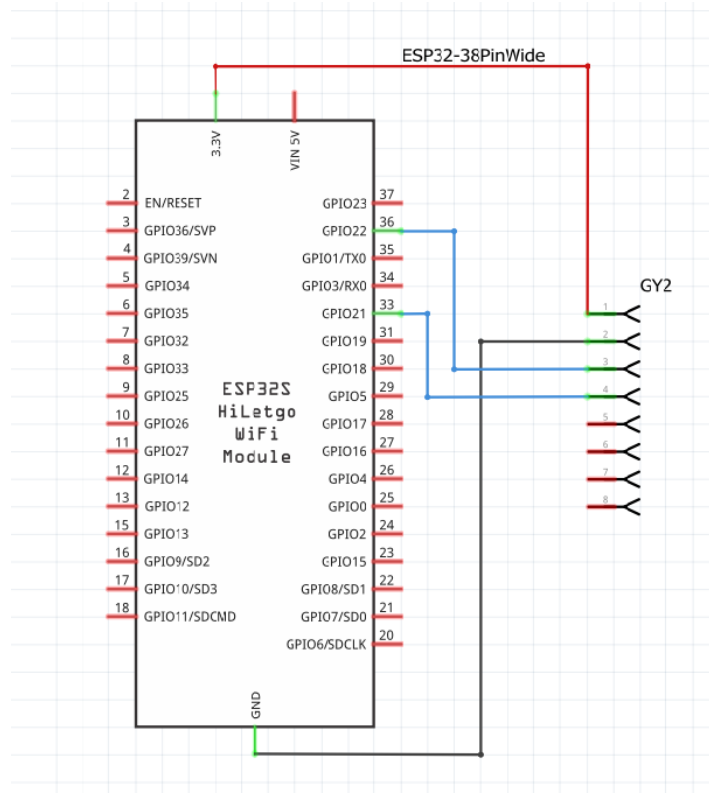 ESP32-38PinWide
3.3V
VIN 5V
2 EN/RESET
3 GPIO36/SVP
4 GPIO39/SVN
5 GPIO34
6 GPIO35
7 GPIO32
8 GPIO33
9 GPIO25
10 GPIO26
11 GPIO27
12 GPIO14
13 GPIO12
15 GPIO13
16 GPIO9/SD2
17 GPIO10/SD3
18 GPIO11/SDCMD
ESP32S
HiLetgo
WiFi
Module
GPIO23 37
GPIO22 36
GPIO1/TX0 35
GPIO3/RX0 34
GPIO21 33
GPIO19 31
GPIO18 30
GPIO5 29
GPIO17 28
GPIO16 27
GPIO4 26
GPIO0 25
GPIO2 24
GPIO15 23
GPIO8/SD1 22
GPIO7/SD0 21
GPIO6/SDCLK 20
GND
GY2
1
2
3
4
5
6
7
8